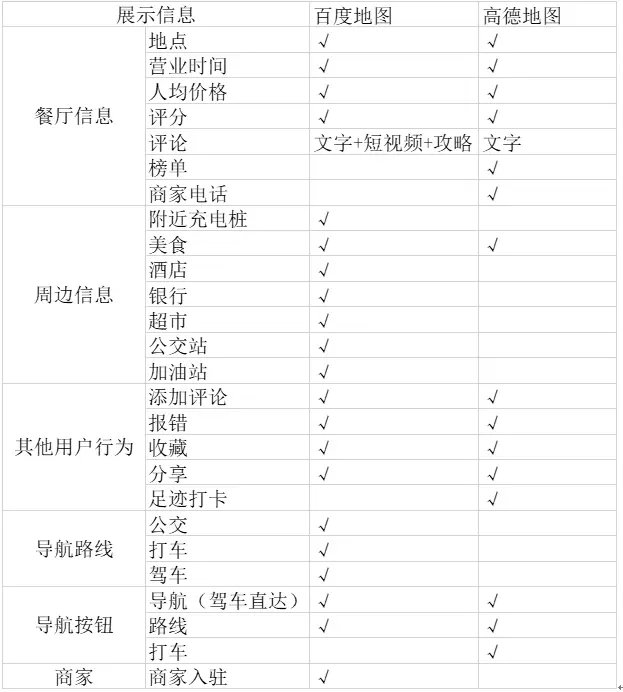 展示信息 百度地图 高德地图
餐厅信息 地点 √ √
营业时间 √ √
人均价格 √ √
评分 √ √
评论 文字+短视频+攻略 文字
榜单 √
商家电话 √
周边信息 附近充电桩 √
美食 √ √
酒店 √
银行 √
超市 √
公交站 √
加油站 √
其他用户行为 添加评论 √ √
报错 √ √
收藏 √ √
分享 √ √
足迹打卡 √
导航路线 公交 √
打车 √
驾车 √
导航按钮 导航（驾车直达） √ √
路线 √ √
打车 √
商家 商家入驻 √